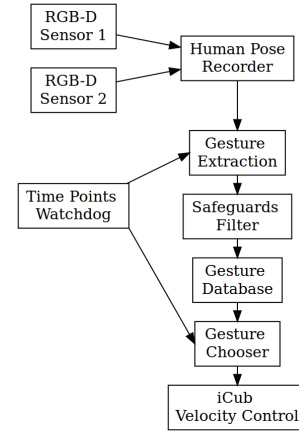 RGB-D
Sensor 1
Human Pose
Recorder
RGB-D
Sensor 2
Gesture
Extraction
Time Points
Watchdog
Safeguards
Filter
Gesture
Database
Gesture
Chooser
iCub
Velocity Control